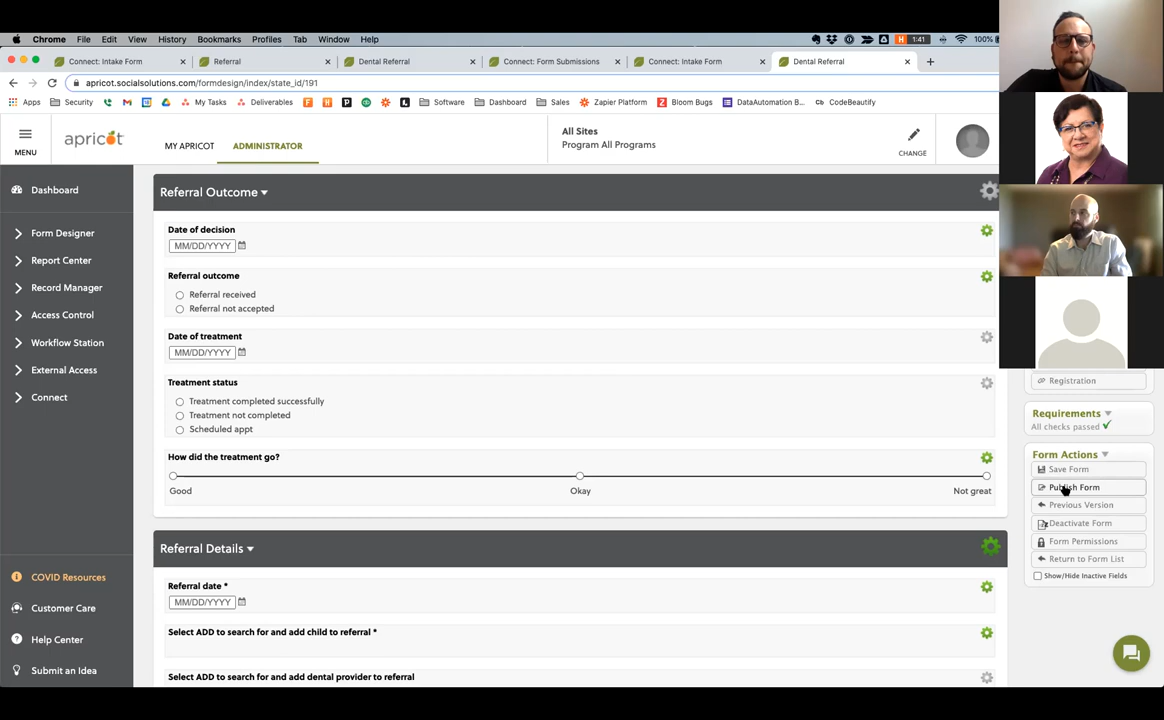 Chrome File Edit View History Bookmarks Profiles Tab Window Help
H 1:41 100%
Connect: Intake Form
Referral
Dental Referral
Connect: Form Submissions
Connect: Intake Form
Dental Referral
apricot.socialsolutions.com/formdesign/index/state_id/191
Apps Security My Tasks Deliverables Software Dashboard Sales Zapier Platform Bloom Bugs DataAutomation B... CodeBeautify
MENU
apricot
MY APRICOT
ADMINISTRATOR
All Sites
Program All Programs
CHANGE
Dashboard
Form Designer
Report Center
Record Manager
Access Control
Workflow Station
External Access
Connect
COVID Resources
Customer Care
Help Center
Submit an Idea
Referral Outcome
Date of decision
MM/DD/YYYY
Referral outcome
Referral received
Referral not accepted
Date of treatment
MM/DD/YYYY
Treatment status
Treatment completed successfully
Treatment not completed
Scheduled appt
How did the treatment go?
Good Okay Not great
Referral Details
Referral date *
MM/DD/YYYY
Select ADD to search for and add child to referral *
Select ADD to search for and add dental provider to referral
Registration
Requirements
All checks passed
Form Actions
Save Form
Publish Form
Previous Version
Deactivate Form
Form Permissions
Return to Form List
Show/Hide Inactive Fields